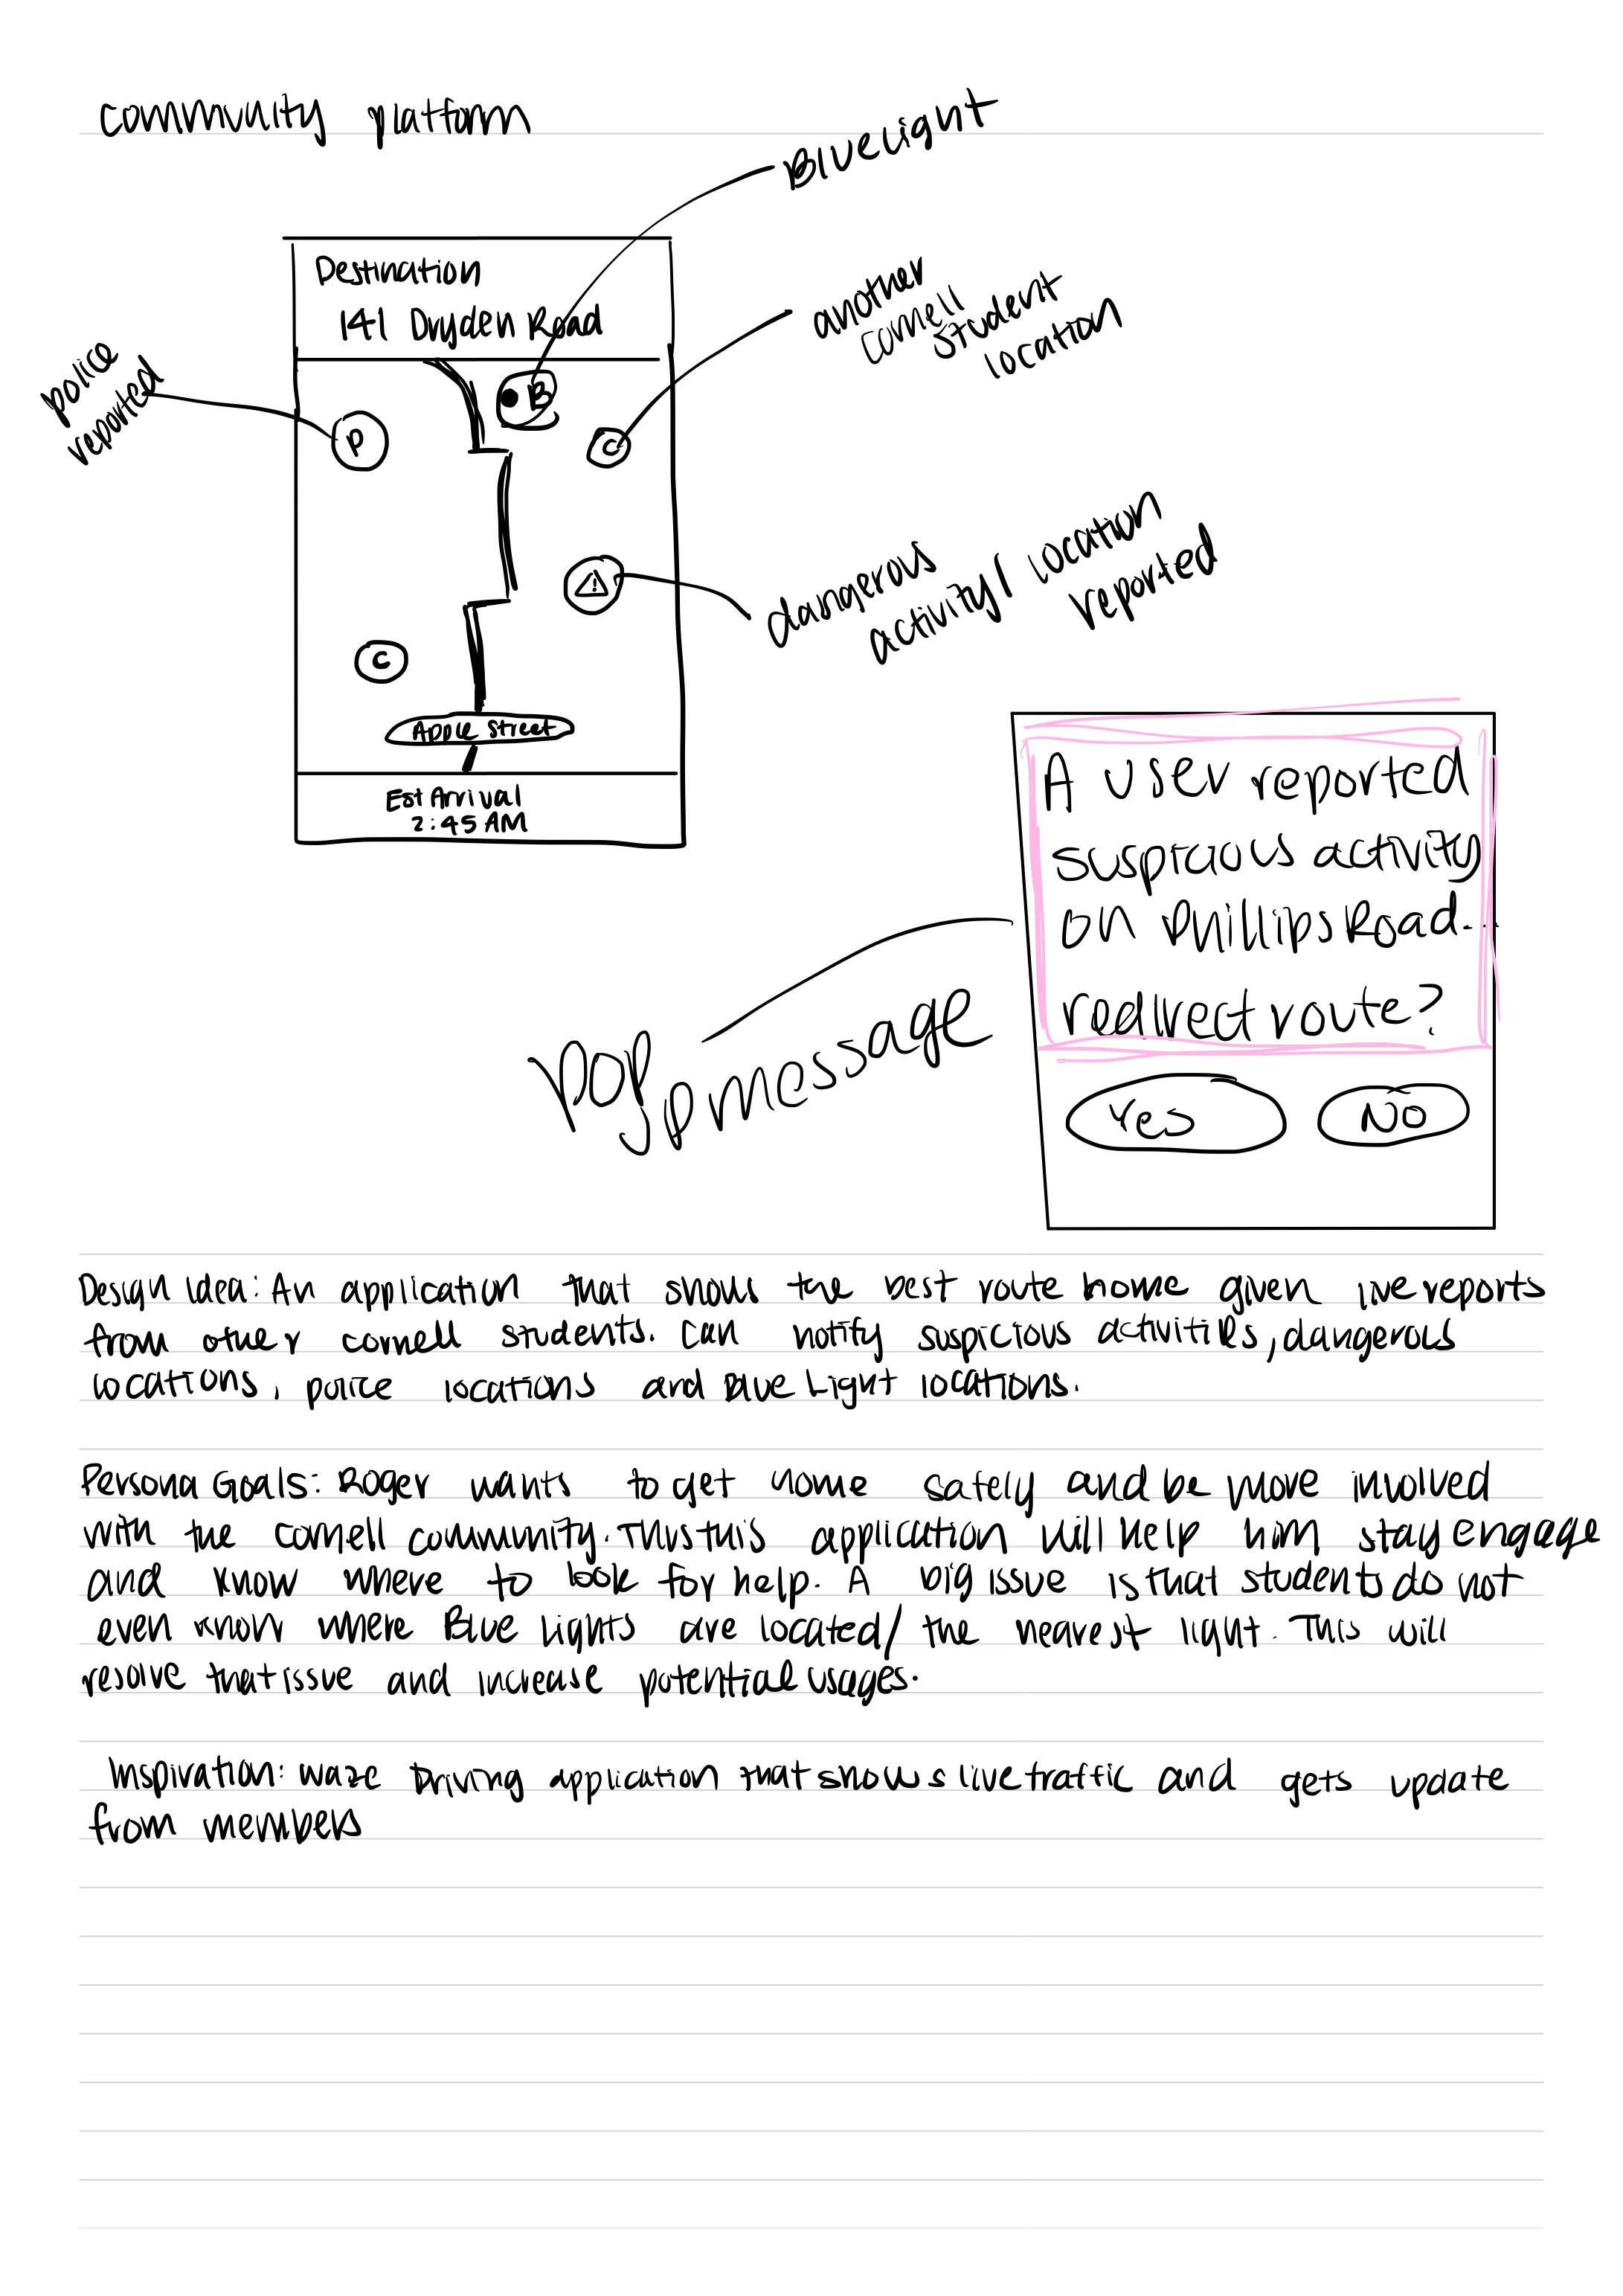 community platform
Bluelight
Destination
141 Dryden Road
another
cornell
student
location
police
reported
B
P
C
dangerous
activity/ location
reported
C
Apple Street
Est Arrival
2:45 AM
A user reported
suspicious activity
on Phillips Road...
redirect route?
Yes
No
pop up message
Design Idea: An application that shows the best route home given live reports
from other cornell students. Can notify suspicious activities, dangerous
locations, police locations and Blue Light locations.
Persona Goals: Roger wants to get home safely and be more involved
with the Cornell community. Thus this application will help him stay engage
and know where to look for help. A big issue is that students do not
even know where Blue Lights are located/ the nearest light. This will
resolve that issue and increase potential usages.
Inspiration: waze Driving application that shows live traffic and gets update
from members